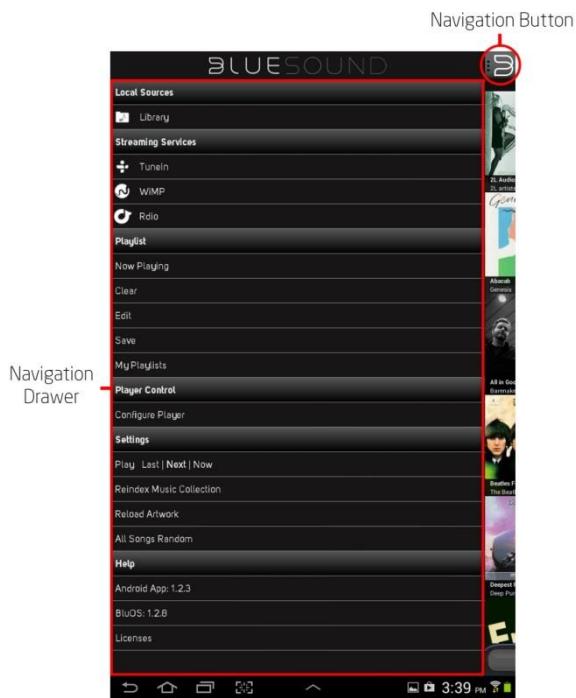 Navigation Button
BLUESOUND
Local Sources
Library
Streaming Services
TuneIn
WiMP
Rdio
Playlist
Now Playing
Clear
Edit
Save
My Playlists
Navigation
Drawer
Player Control
Configure Player
Settings
Play Last | Next | Now
Reindex Music Collection
Reload Artwork
All Songs Random
Help
Android App: 1.2.3
BluOS: 1.2.8
Licenses
2L Audio
2L artists
Abacab
Genesis
All in Goo
Barenake
Beatles F
The Beatl
Deepest
Deep Pur
3:39 PM